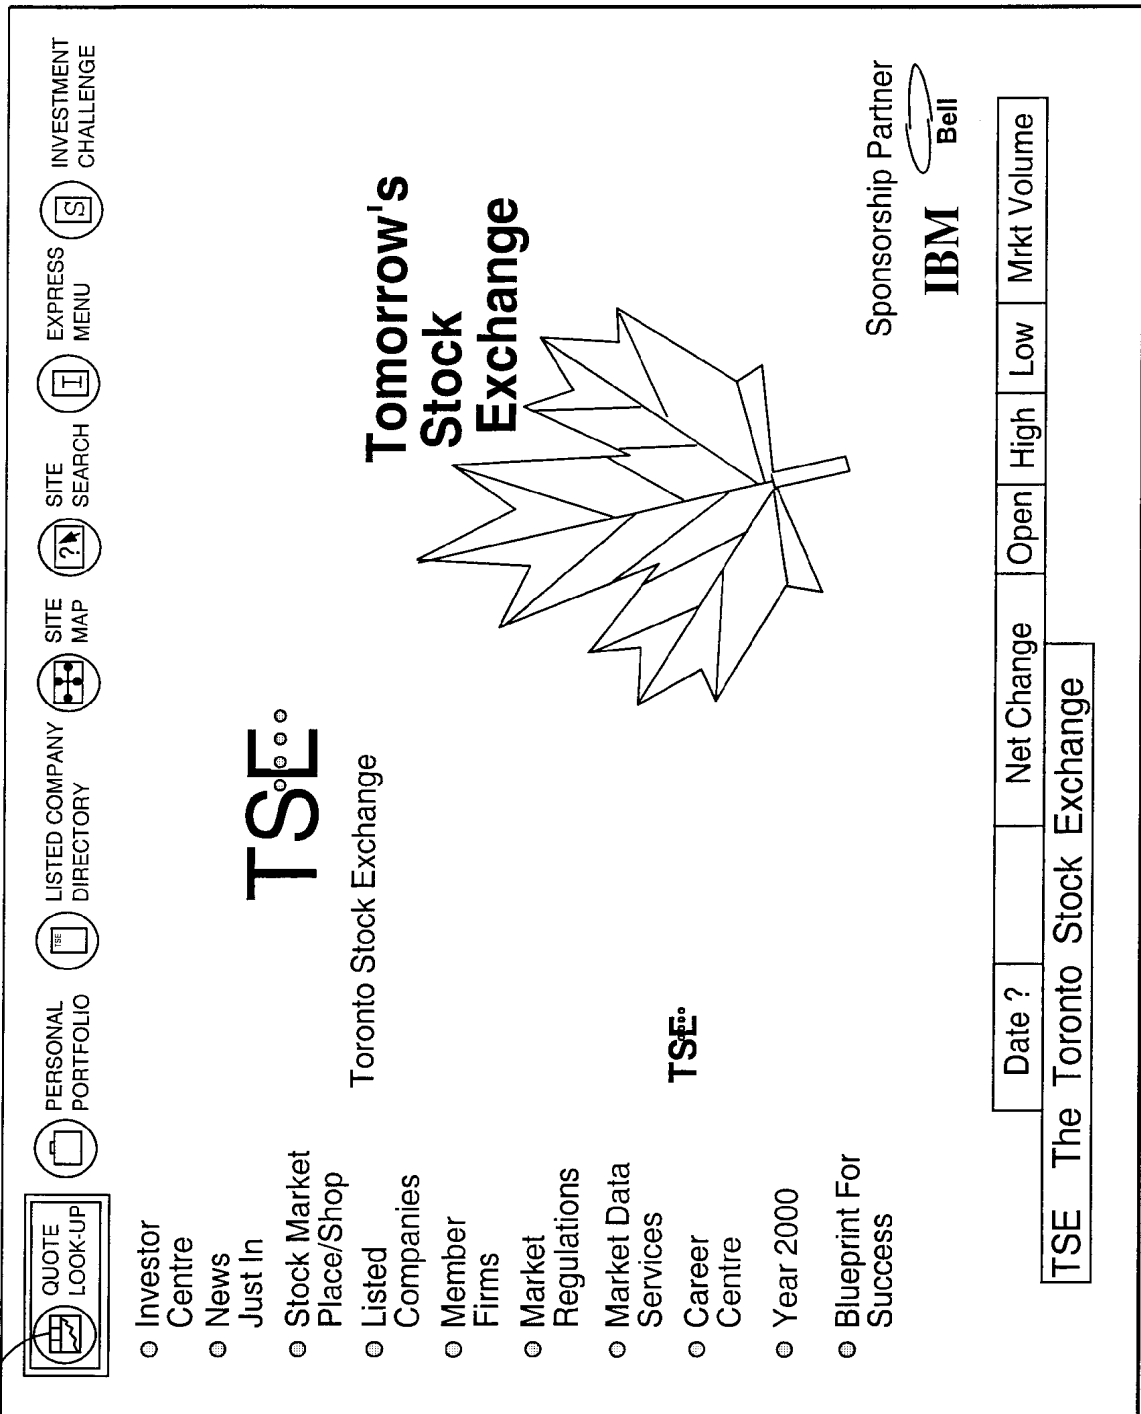 QUOTE
LOOK-UP
PERSONAL
PORTFOLIO
TSE
LISTED COMPANY
DIRECTORY
SITE
MAP
?
SITE
SEARCH
I
EXPRESS
MENU
S
INVESTMENT
CHALLENGE
Investor
Centre
News
Just In
Stock Market
Place/Shop
Listed
Companies
Member
Firms
Market
Regulations
Market Data
Services
Career
Centre
Year 2000
Blueprint For
Success
TSE
Toronto Stock Exchange
TSE
Tomorrow's
Stock
Exchange
Sponsorship Partner
IBM
Bell
Date ? Net Change Open High Low Mrkt Volume
TSE The Toronto Stock Exchange